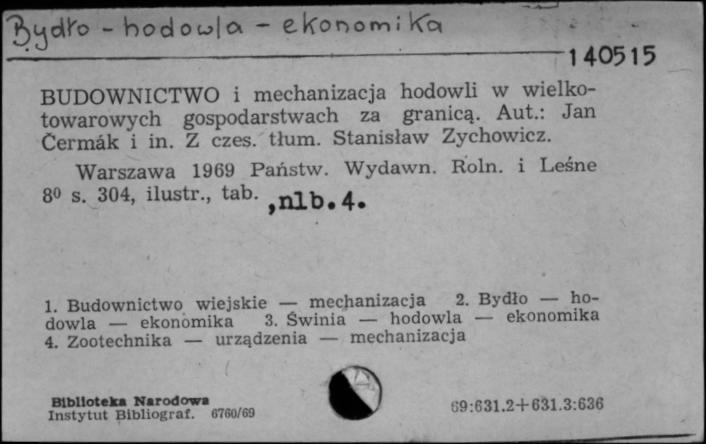 Bydło - hodowla - ekonomika
140515
BUDOWNICTWO i mechanizacja hodowli w wielko-
towarowych gospodarstwach za granicą. Aut.: Jan
Čermák i in. Z czes. tłum. Stanisław Zychowicz.
Warszawa 1969 Państw. Wydawn. Roln. i Leśne
8⁰ s. 304, ilustr., tab. ,nlb.4.
1. Budownictwo wiejskie — mechanizacja 2. Bydło — ho-
dowla — ekonomika 3. Świnia — hodowla — ekonomika
4. Zootechnika — urządzenia — mechanizacja
Biblioteka Narodowa
Instytut Bibliograf. 6760/69
69:631.2+631.3:636